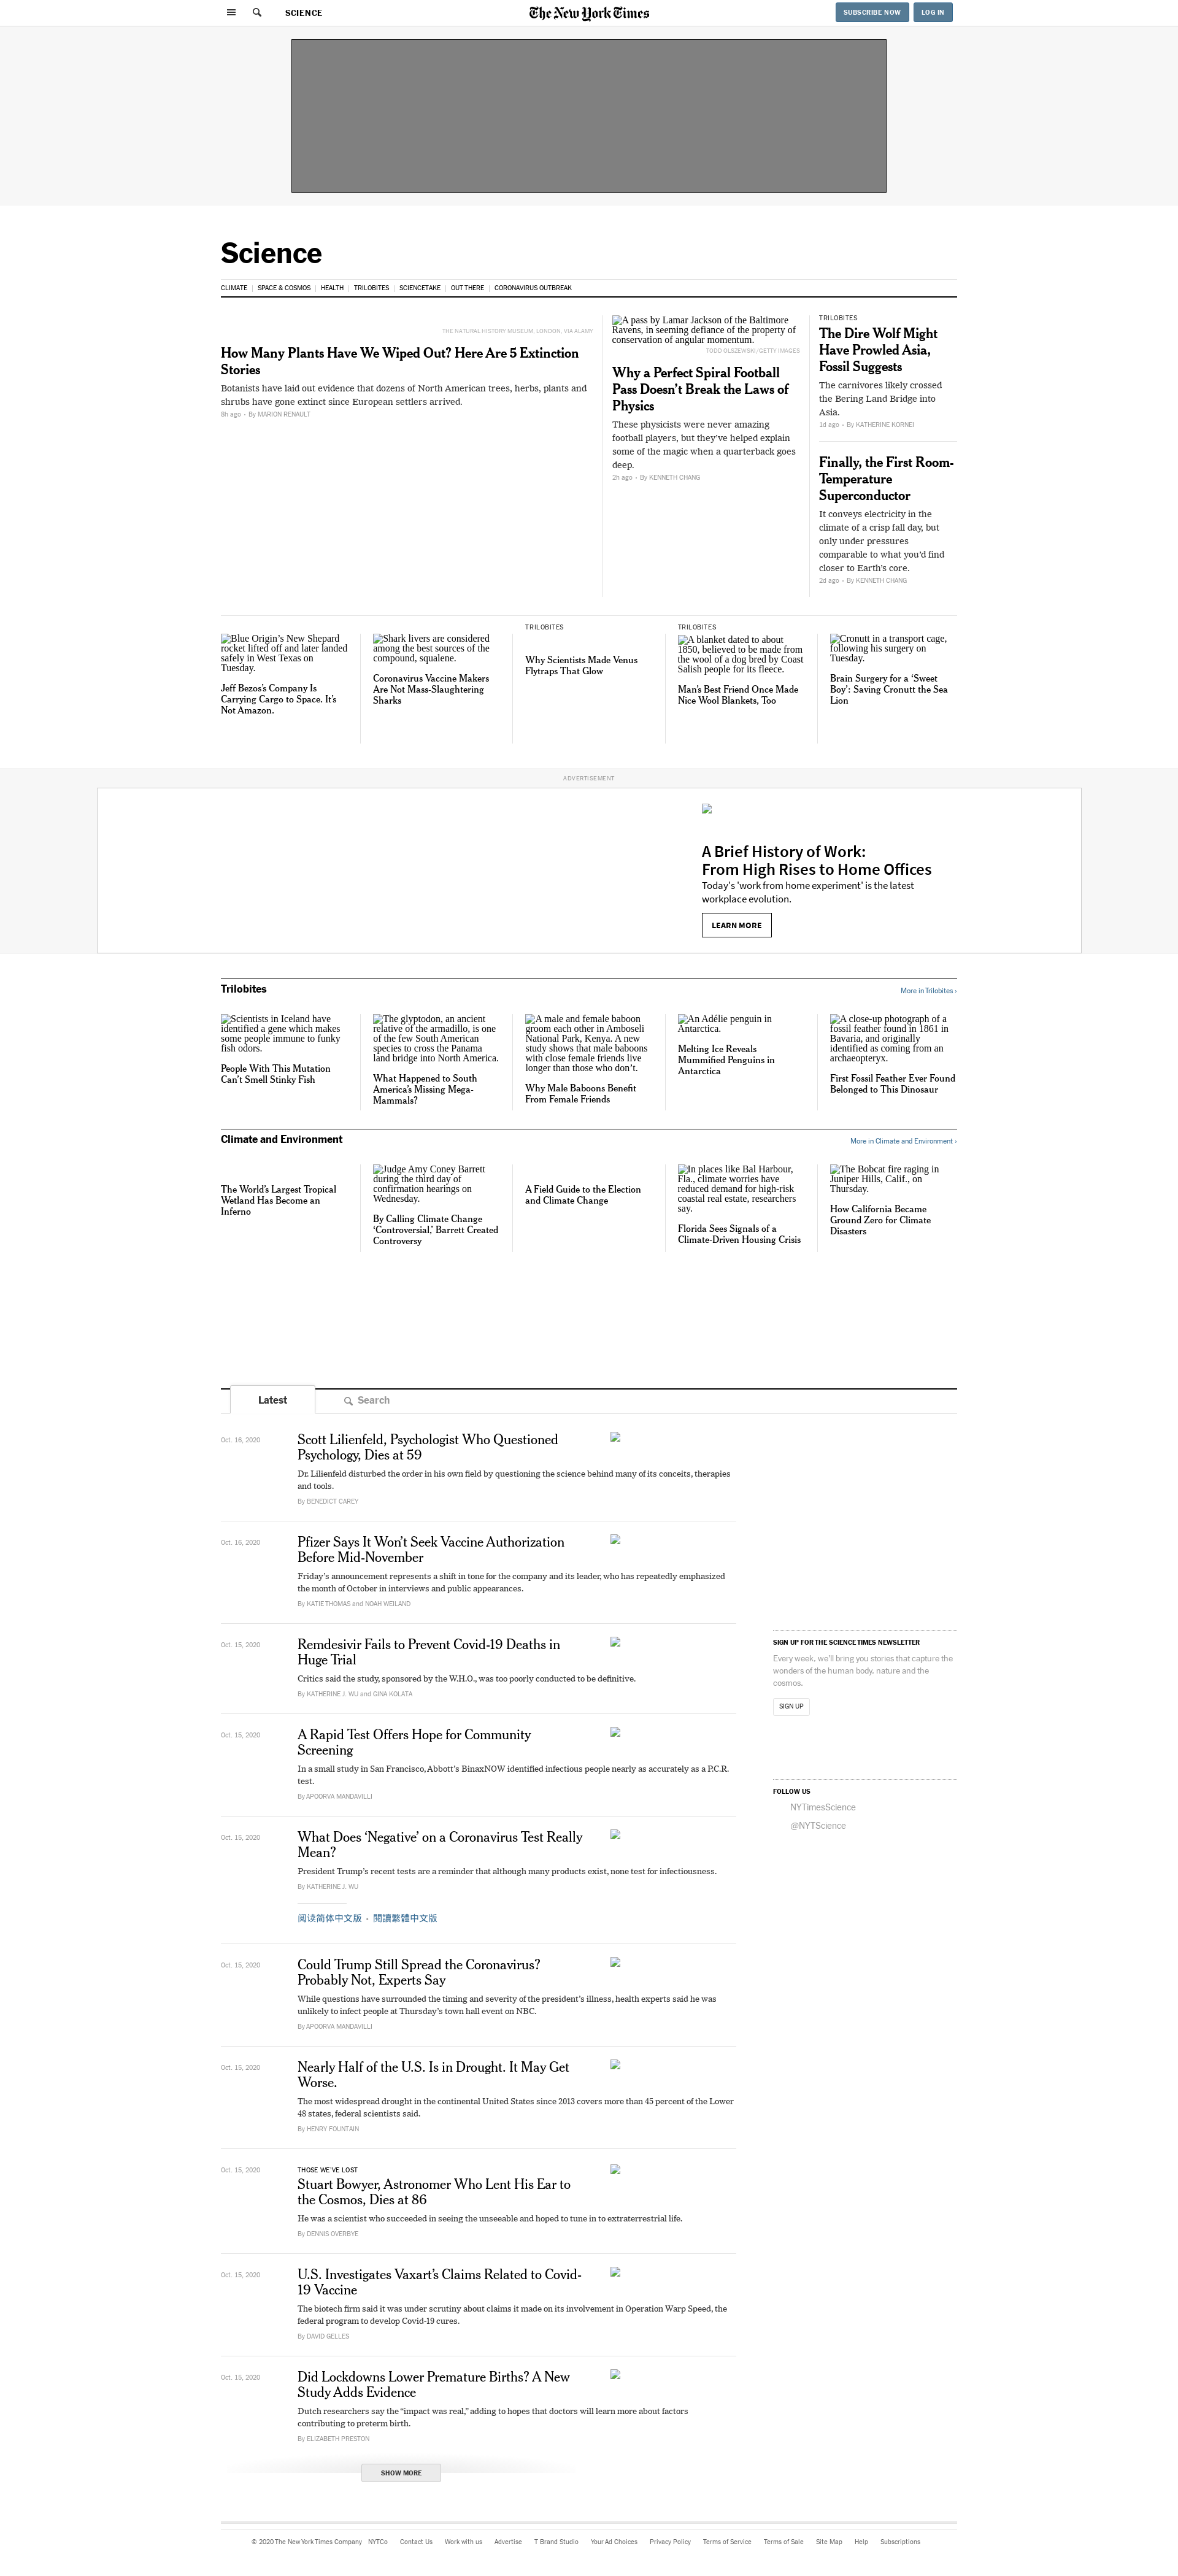 SCIENCE
The New York Times
SUBSCRIBE NOW
LOG IN
Science
CLIMATE
SPACE & COSMOS
HEALTH
TRILOBITES
SCIENCETAKE
OUT THERE
CORONAVIRUS OUTBREAK
THE NATURAL HISTORY MUSEUM, LONDON, VIA ALAMY
How Many Plants Have We Wiped Out? Here Are 5 Extinction
Stories
Botanists have laid out evidence that dozens of North American trees, herbs, plants and
shrubs have gone extinct since European settlers arrived.
8h ago • By MARION RENAULT
A pass by Lamar Jackson of the Baltimore
Ravens, in seeming defiance of the property of
conservation of angular momentum.
TODD OLSZEWSKI/GETTY IMAGES
Why a Perfect Spiral Football
Pass Doesn’t Break the Laws of
Physics
These physicists were never amazing
football players, but they’ve helped explain
some of the magic when a quarterback goes
deep.
2h ago • By KENNETH CHANG
TRILOBITES
The Dire Wolf Might
Have Prowled Asia,
Fossil Suggests
The carnivores likely crossed
the Bering Land Bridge into
Asia.
1d ago • By KATHERINE KORNEI
Finally, the First Room-
Temperature
Superconductor
It conveys electricity in the
climate of a crisp fall day, but
only under pressures
comparable to what you’d find
closer to Earth’s core.
2d ago • By KENNETH CHANG
Blue Origin’s New Shepard
rocket lifted off and later landed
safely in West Texas on
Tuesday.
Jeff Bezos’s Company Is
Carrying Cargo to Space. It’s
Not Amazon.
Shark livers are considered
among the best sources of the
compound, squalene.
Coronavirus Vaccine Makers
Are Not Mass-Slaughtering
Sharks
TRILOBITES
Why Scientists Made Venus
Flytraps That Glow
TRILOBITES
A blanket dated to about
1850, believed to be made from
the wool of a dog bred by Coast
Salish people for its fleece.
Man’s Best Friend Once Made
Nice Wool Blankets, Too
Cronutt in a transport cage,
following his surgery on
Tuesday.
Brain Surgery for a ‘Sweet
Boy’: Saving Cronutt the Sea
Lion
ADVERTISEMENT
A Brief History of Work:
From High Rises to Home Offices
Today's 'work from home experiment' is the latest
workplace evolution.
LEARN MORE
Trilobites
More in Trilobites ›
Scientists in Iceland have
identified a gene which makes
some people immune to funky
fish odors.
People With This Mutation
Can’t Smell Stinky Fish
The glyptodon, an ancient
relative of the armadillo, is one
of the few South American
species to cross the Panama
land bridge into North America.
What Happened to South
America’s Missing Mega-
Mammals?
A male and female baboon
groom each other in Amboseli
National Park, Kenya. A new
study shows that male baboons
with close female friends live
longer than those who don’t.
Why Male Baboons Benefit
From Female Friends
An Adélie penguin in
Antarctica.
Melting Ice Reveals
Mummified Penguins in
Antarctica
A close-up photograph of a
fossil feather found in 1861 in
Bavaria, and originally
identified as coming from an
archaeopteryx.
First Fossil Feather Ever Found
Belonged to This Dinosaur
Climate and Environment
More in Climate and Environment ›
The World’s Largest Tropical
Wetland Has Become an
Inferno
Judge Amy Coney Barrett
during the third day of
confirmation hearings on
Wednesday.
By Calling Climate Change
‘Controversial,’ Barrett Created
Controversy
A Field Guide to the Election
and Climate Change
In places like Bal Harbour,
Fla., climate worries have
reduced demand for high-risk
coastal real estate, researchers
say.
Florida Sees Signals of a
Climate-Driven Housing Crisis
The Bobcat fire raging in
Juniper Hills, Calif., on
Thursday.
How California Became
Ground Zero for Climate
Disasters
Latest
Search
Oct. 16, 2020
Scott Lilienfeld, Psychologist Who Questioned
Psychology, Dies at 59
Dr. Lilienfeld disturbed the order in his own field by questioning the science behind many of its conceits, therapies
and tools.
By BENEDICT CAREY
Oct. 16, 2020
Pfizer Says It Won’t Seek Vaccine Authorization
Before Mid-November
Friday’s announcement represents a shift in tone for the company and its leader, who has repeatedly emphasized
the month of October in interviews and public appearances.
By KATIE THOMAS and NOAH WEILAND
Oct. 15, 2020
Remdesivir Fails to Prevent Covid-19 Deaths in
Huge Trial
Critics said the study, sponsored by the W.H.O., was too poorly conducted to be definitive.
By KATHERINE J. WU and GINA KOLATA
Oct. 15, 2020
A Rapid Test Offers Hope for Community
Screening
In a small study in San Francisco, Abbott’s BinaxNOW identified infectious people nearly as accurately as a P.C.R.
test.
By APOORVA MANDAVILLI
Oct. 15, 2020
What Does ‘Negative’ on a Coronavirus Test Really
Mean?
President Trump’s recent tests are a reminder that although many products exist, none test for infectiousness.
By KATHERINE J. WU
阅读简体中文版 • 閱讀繁體中文版
Oct. 15, 2020
Could Trump Still Spread the Coronavirus?
Probably Not, Experts Say
While questions have surrounded the timing and severity of the president’s illness, health experts said he was
unlikely to infect people at Thursday’s town hall event on NBC.
By APOORVA MANDAVILLI
Oct. 15, 2020
Nearly Half of the U.S. Is in Drought. It May Get
Worse.
The most widespread drought in the continental United States since 2013 covers more than 45 percent of the Lower
48 states, federal scientists said.
By HENRY FOUNTAIN
Oct. 15, 2020
THOSE WE’VE LOST
Stuart Bowyer, Astronomer Who Lent His Ear to
the Cosmos, Dies at 86
He was a scientist who succeeded in seeing the unseeable and hoped to tune in to extraterrestrial life.
By DENNIS OVERBYE
Oct. 15, 2020
U.S. Investigates Vaxart’s Claims Related to Covid-
19 Vaccine
The biotech firm said it was under scrutiny about claims it made on its involvement in Operation Warp Speed, the
federal program to develop Covid-19 cures.
By DAVID GELLES
Oct. 15, 2020
Did Lockdowns Lower Premature Births? A New
Study Adds Evidence
Dutch researchers say the “impact was real,” adding to hopes that doctors will learn more about factors
contributing to preterm birth.
By ELIZABETH PRESTON
SHOW MORE
SIGN UP FOR THE SCIENCE TIMES NEWSLETTER
Every week, we’ll bring you stories that capture the
wonders of the human body, nature and the
cosmos.
SIGN UP
FOLLOW US
NYTimesScience
@NYTScience
© 2020 The New York Times Company
NYTCo
Contact Us
Work with us
Advertise
T Brand Studio
Your Ad Choices
Privacy Policy
Terms of Service
Terms of Sale
Site Map
Help
Subscriptions